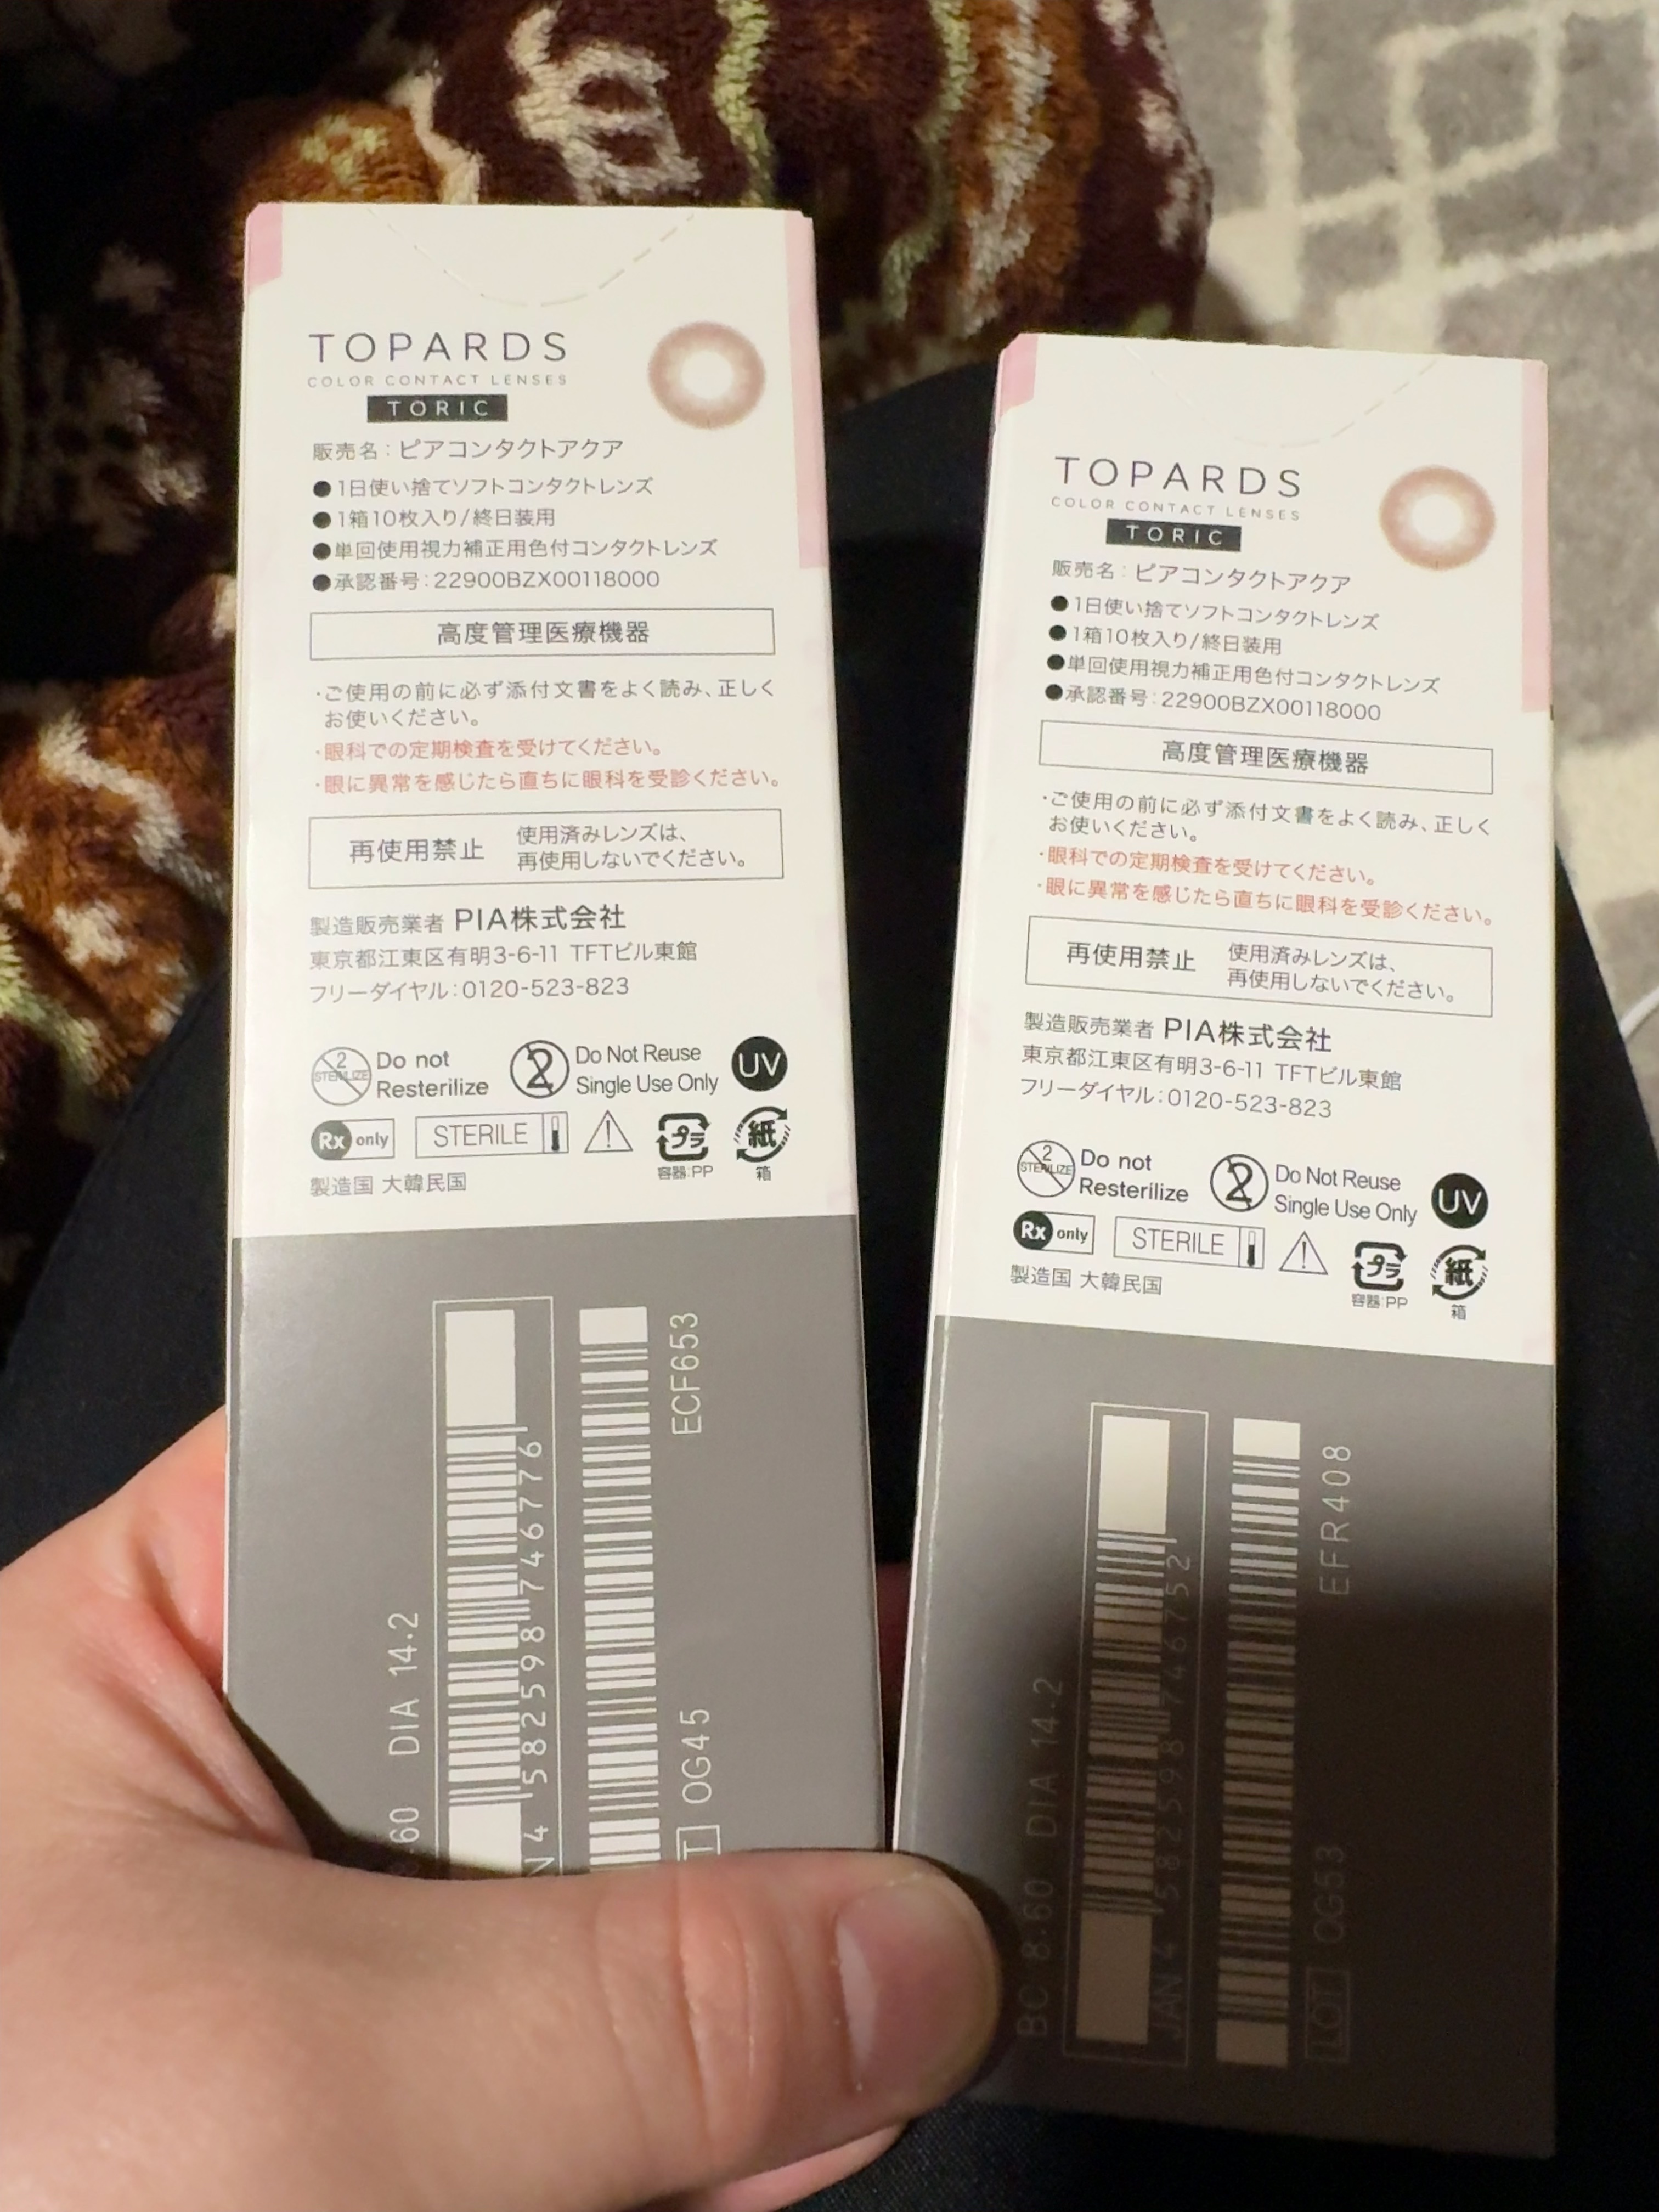 TOPARDS
COLOR CONTACT LENSES
TORIC
販売名：ピアコンタクトアクア
●1日使い捨てソフトコンタクトレンズ
●1箱10枚入り/終日装用
●単回使用視力補正用色付コンタクトレンズ
●承認番号：22900BZX00118000
高度管理医療機器
・ご使用の前に必ず添付文書をよく読み、正しく
お使いください。
・眼科での定期検査を受けてください。
・眼に異常を感じたら直ちに眼科を受診ください。
再使用禁止
使用済みレンズは、
再使用しないでください。
製造販売業者 PIA株式会社
東京都江東区有明3-6-11 TFTビル東館
フリーダイヤル：0120-523-823
2
STERILIZE
Do not
Resterilize
2
Do Not Reuse
Single Use Only
UV
Rx only
STERILE
プラ
容器:PP
紙
箱
製造国 大韓民国
.60 DIA 14.2
N 4 582598 746776
ECF653
T OG45
TOPARDS
COLOR CONTACT LENSES
TORIC
販売名：ピアコンタクトアクア
●1日使い捨てソフトコンタクトレンズ
●1箱10枚入り/終日装用
●単回使用視力補正用色付コンタクトレンズ
●承認番号：22900BZX00118000
高度管理医療機器
・ご使用の前に必ず添付文書をよく読み、正しく
お使いください。
・眼科での定期検査を受けてください。
・眼に異常を感じたら直ちに眼科を受診ください。
再使用禁止
使用済みレンズは、
再使用しないでください。
製造販売業者 PIA株式会社
東京都江東区有明3-6-11 TFTビル東館
フリーダイヤル：0120-523-823
2
STERILIZE
Do not
Resterilize
2
Do Not Reuse
Single Use Only
UV
Rx only
STERILE
プラ
容器:PP
紙
箱
製造国 大韓民国
BC 8.60 DIA 14.2
JAN 4 582598 746752
EFR408
LOT OG53